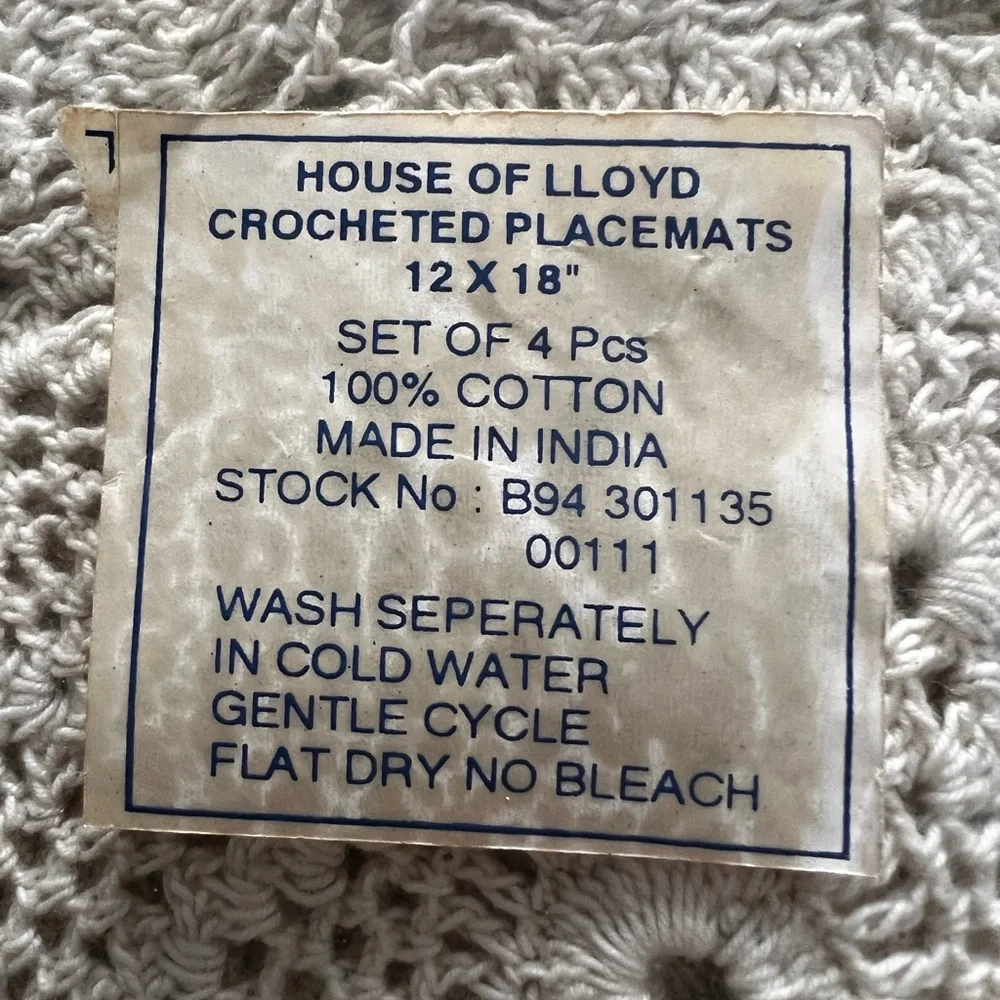 HOUSE OF LLOYD
CROCHETED PLACEMATS
12 X 18"
SET OF 4 Pcs
100% COTTON
MADE IN INDIA
STOCK No : B94 301135
00111
WASH SEPERATELY
IN COLD WATER
GENTLE CYCLE
FLAT DRY NO BLEACH